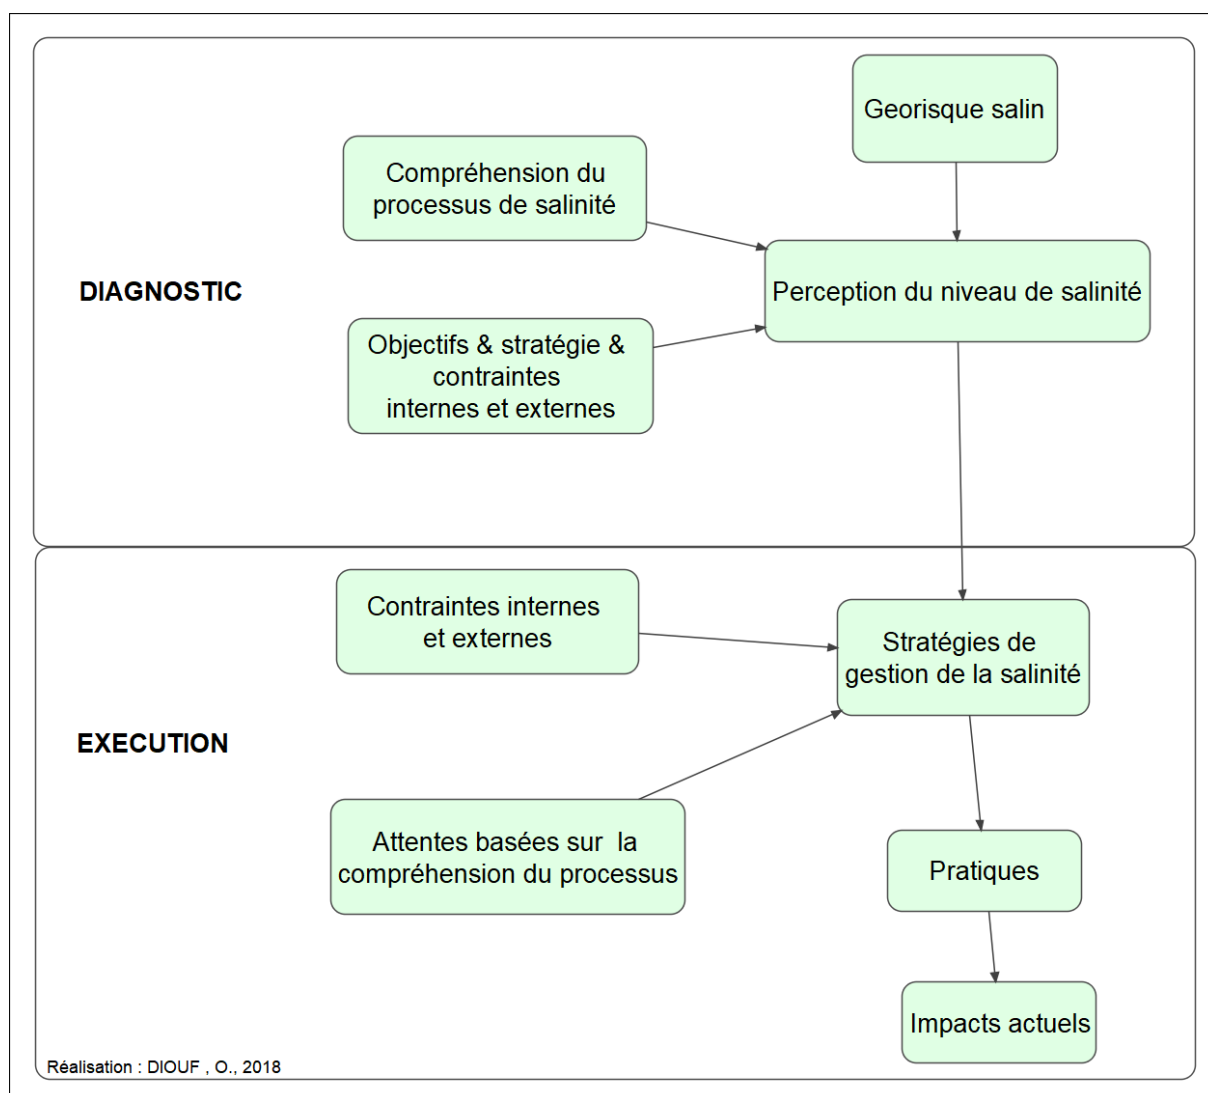 Georisque salin
Compréhension du
processus de salinité
DIAGNOSTIC
Perception du niveau de salinité
Objectifs & stratégie &
contraintes
internes et externes
Contraintes internes
et externes
Stratégies de
gestion de la salinité
EXECUTION
Attentes basées sur  la
compréhension du processus
Pratiques
Impacts actuels
Réalisation : DIOUF , O., 2018